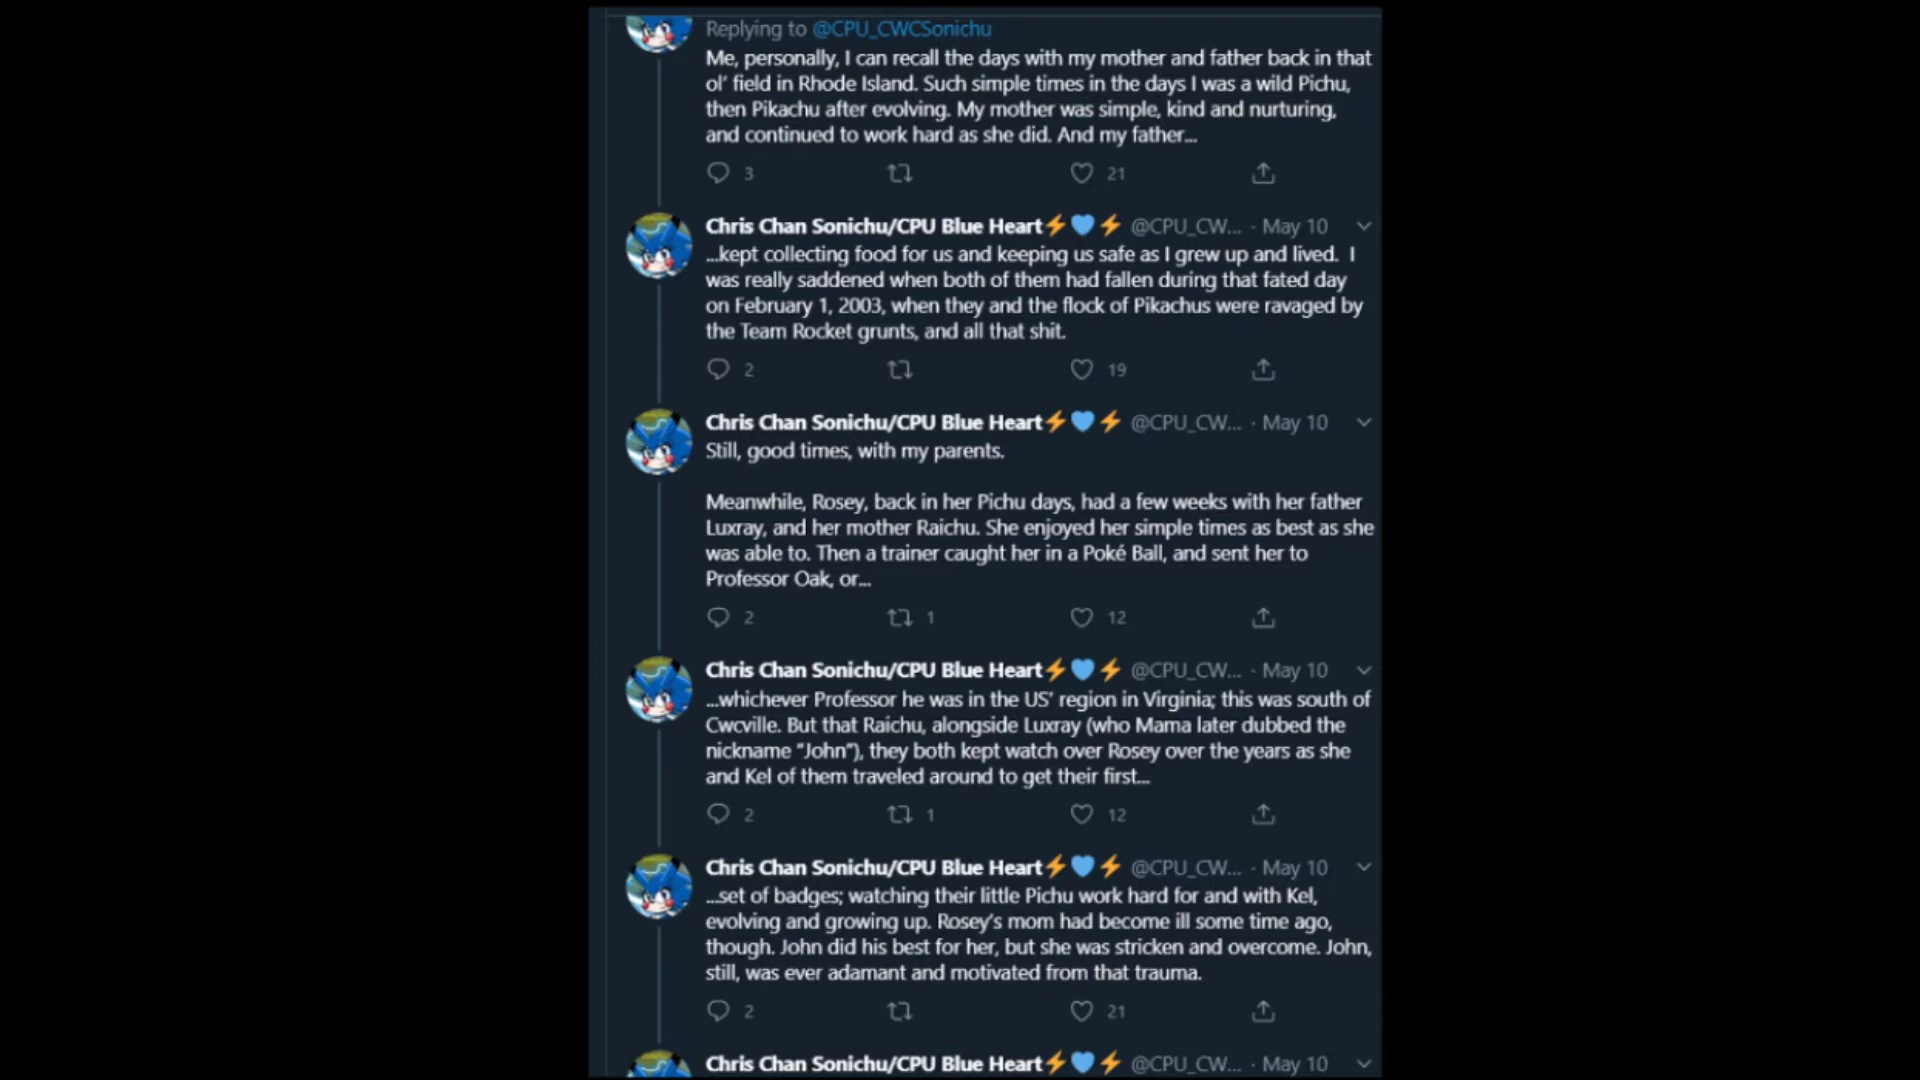 Replying to @CPU_CWCSonichu
Me, personally, I can recall the days with my mother and father back in that
ol' field in Rhode Island. Such simple times in the days I was a wild Pichu,
then Pikachu after evolving. My mother was simple, kind and nurturing,
and continued to work hard as she did. And my father...
3 21
Chris Chan Sonichu/CPU Blue Heart⚡💙⚡ @CPU_CW... · May 10
...kept collecting food for us and keeping us safe as I grew up and lived. I
was really saddened when both of them had fallen during that fated day
on February 1, 2003, when they and the flock of Pikachus were ravaged by
the Team Rocket grunts, and all that shit.
2 19
Chris Chan Sonichu/CPU Blue Heart⚡💙⚡ @CPU_CW... · May 10
Still, good times, with my parents.
Meanwhile, Rosey, back in her Pichu days, had a few weeks with her father
Luxray, and her mother Raichu. She enjoyed her simple times as best as she
was able to. Then a trainer caught her in a Poké Ball, and sent her to
Professor Oak, or...
2 1 12
Chris Chan Sonichu/CPU Blue Heart⚡💙⚡ @CPU_CW... · May 10
...whichever Professor he was in the US' region in Virginia; this was south of
Cwcville. But that Raichu, alongside Luxray (who Mama later dubbed the
nickname "John"), they both kept watch over Rosey over the years as she
and Kel of them traveled around to get their first...
2 1 12
Chris Chan Sonichu/CPU Blue Heart⚡💙⚡ @CPU_CW... · May 10
...set of badges; watching their little Pichu work hard for and with Kel,
evolving and growing up. Rosey's mom had become ill some time ago,
though. John did his best for her, but she was stricken and overcome. John,
still, was ever adamant and motivated from that trauma.
2 21
Chris Chan Sonichu/CPU Blue Heart⚡💙⚡ @CPU_CW... · May 10